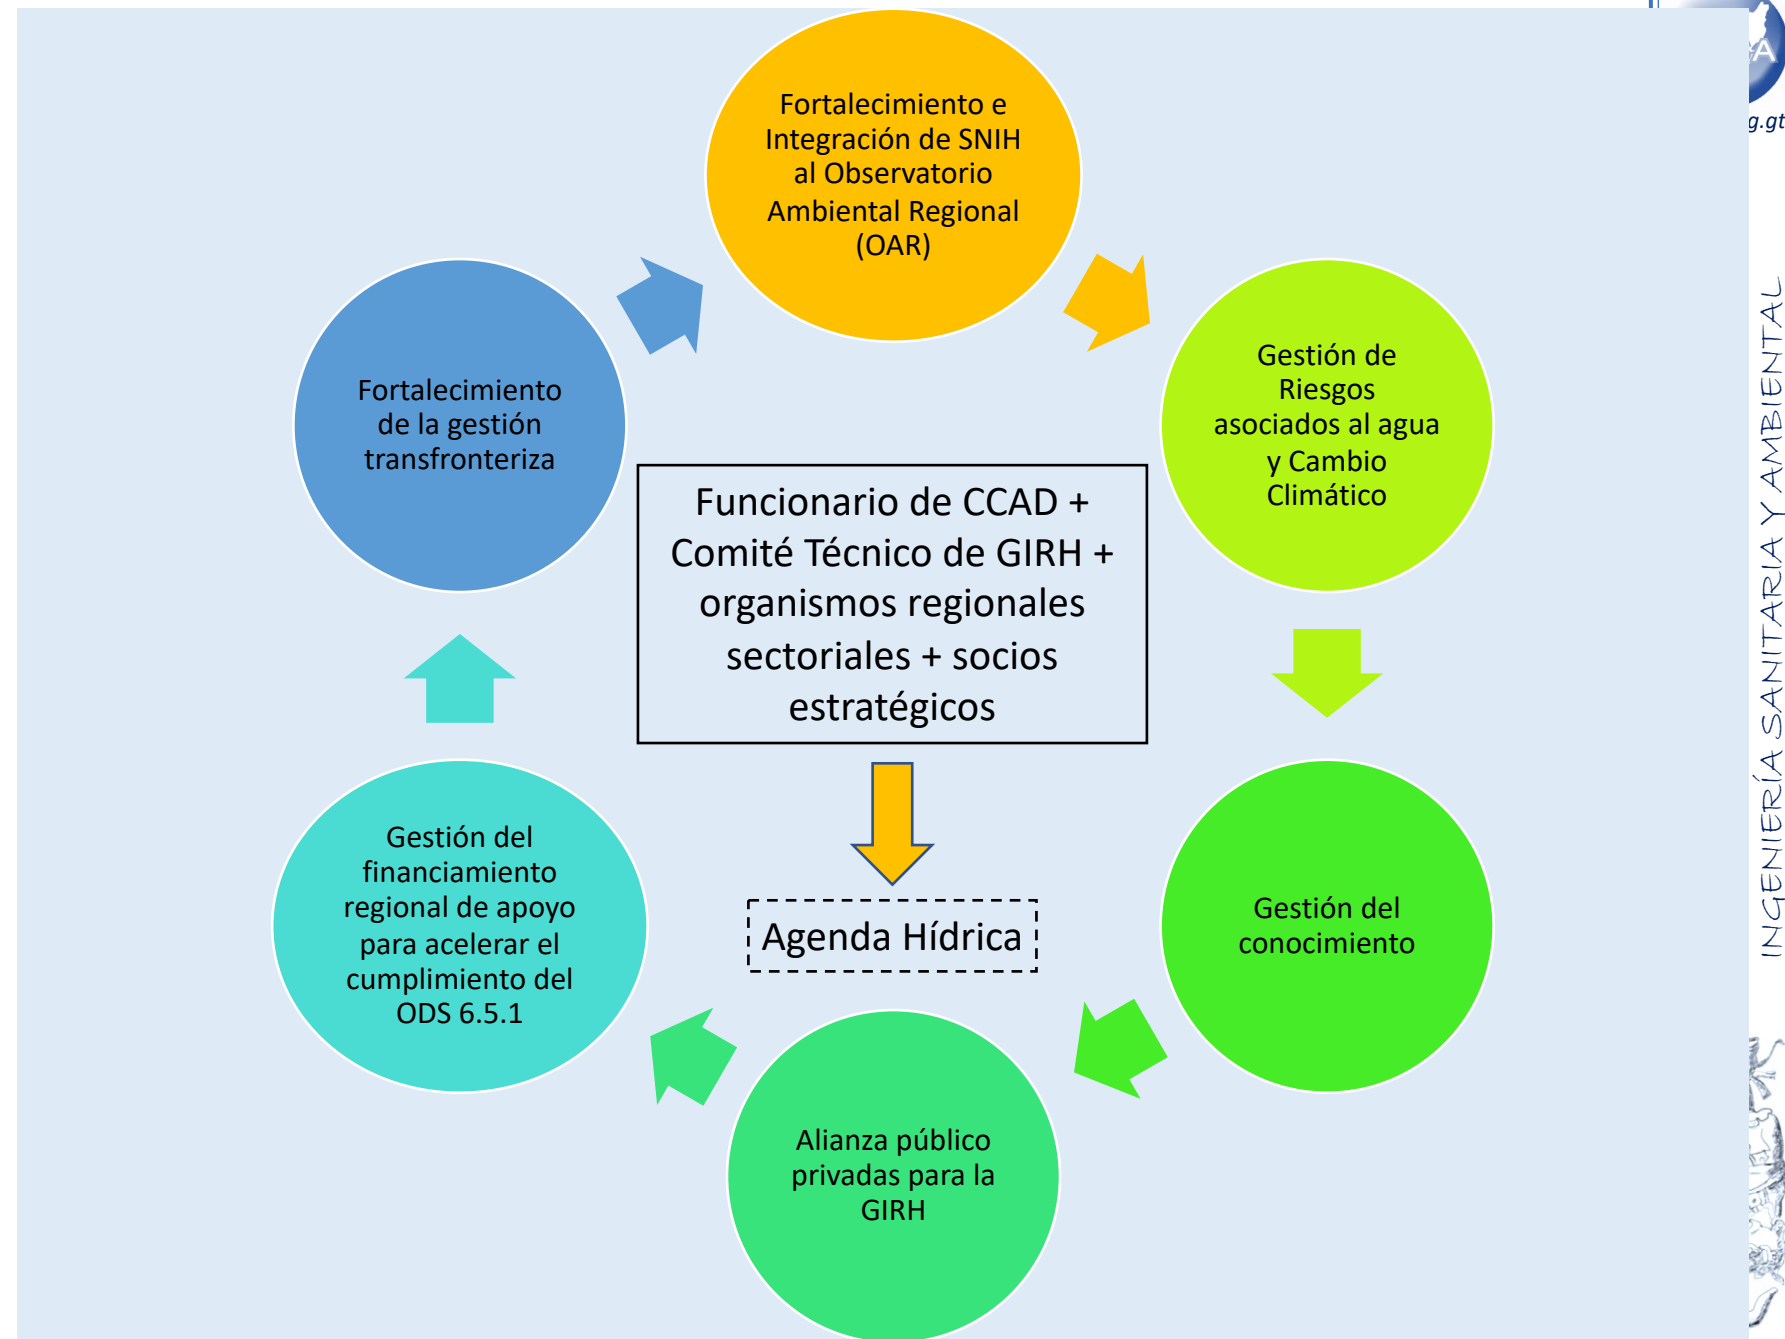 Fortalecimiento e
Integración de SNIH
al Observatorio
Ambiental Regional
(OAR)
Gestión de
Riesgos
asociados al agua
y Cambio
Climático
Gestión del
conocimiento
Alianza público
privadas para la
GIRH
Gestión del
financiamiento
regional de apoyo
para acelerar el
cumplimiento del
ODS 6.5.1
Fortalecimiento
de la gestión
transfronteriza
Funcionario de CCAD +
Comité Técnico de GIRH +
organismos regionales
sectoriales + socios
estratégicos
Agenda Hídrica
A
g.gt
INGENIERÍA SANITARIA Y AMBIENTAL